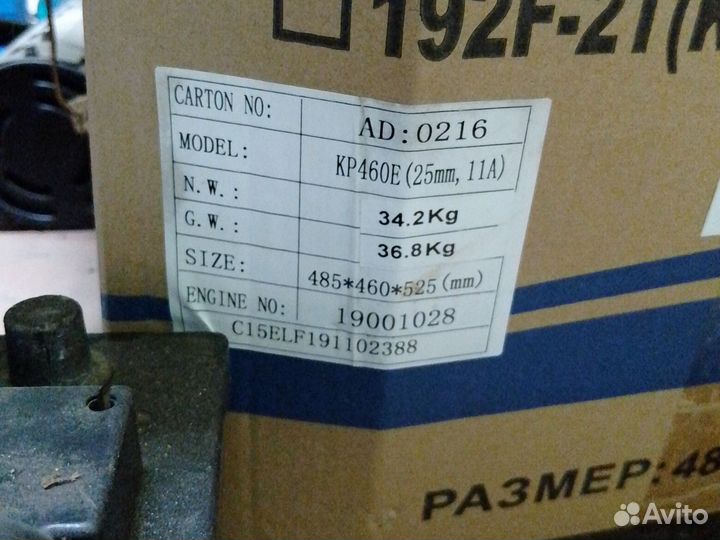 192F-2T(
CARTON NO: AD:0216
MODEL: KP460E(25mm, 11A)
N.W.: 34.2Kg
G.W.: 36.8Kg
SIZE: 485*460*525(mm)
ENGINE NO: 19001028
C15ELF191102388
РАЗМЕР:48
Avito